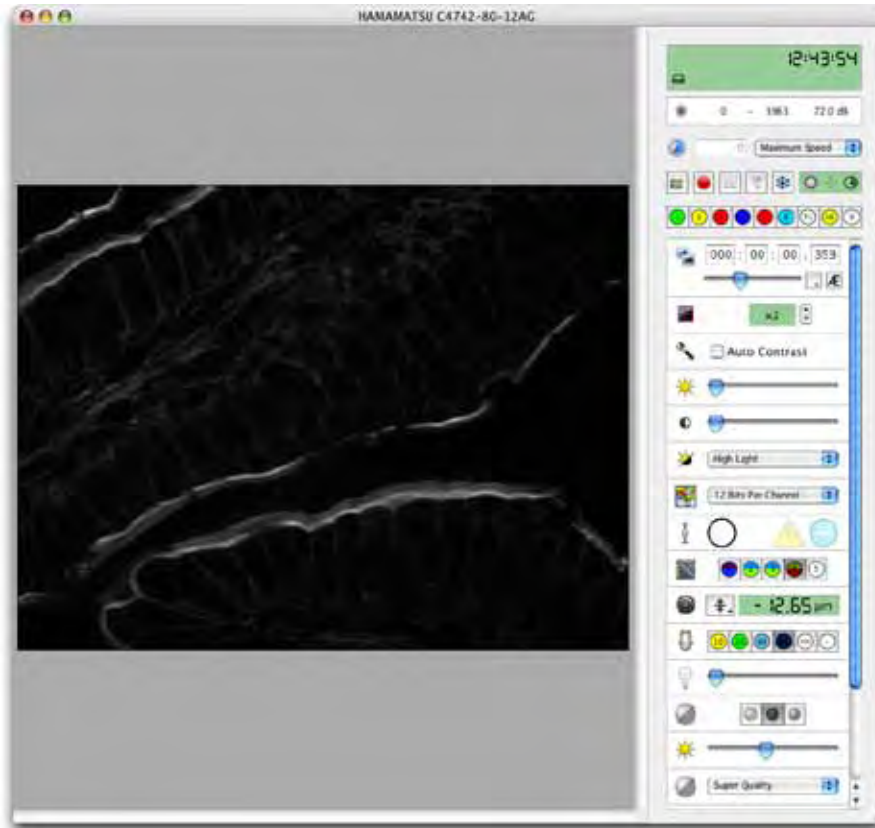 HAMAMATSU C4742-80-12AG
12:43:54
0 - 3963 72.0 dB
Maximum Speed
000 : 00 : 00 . 353
Æ
x2
Auto Contrast
High Light
12 Bits Per Channel
- 12.65 µm
Super Quality